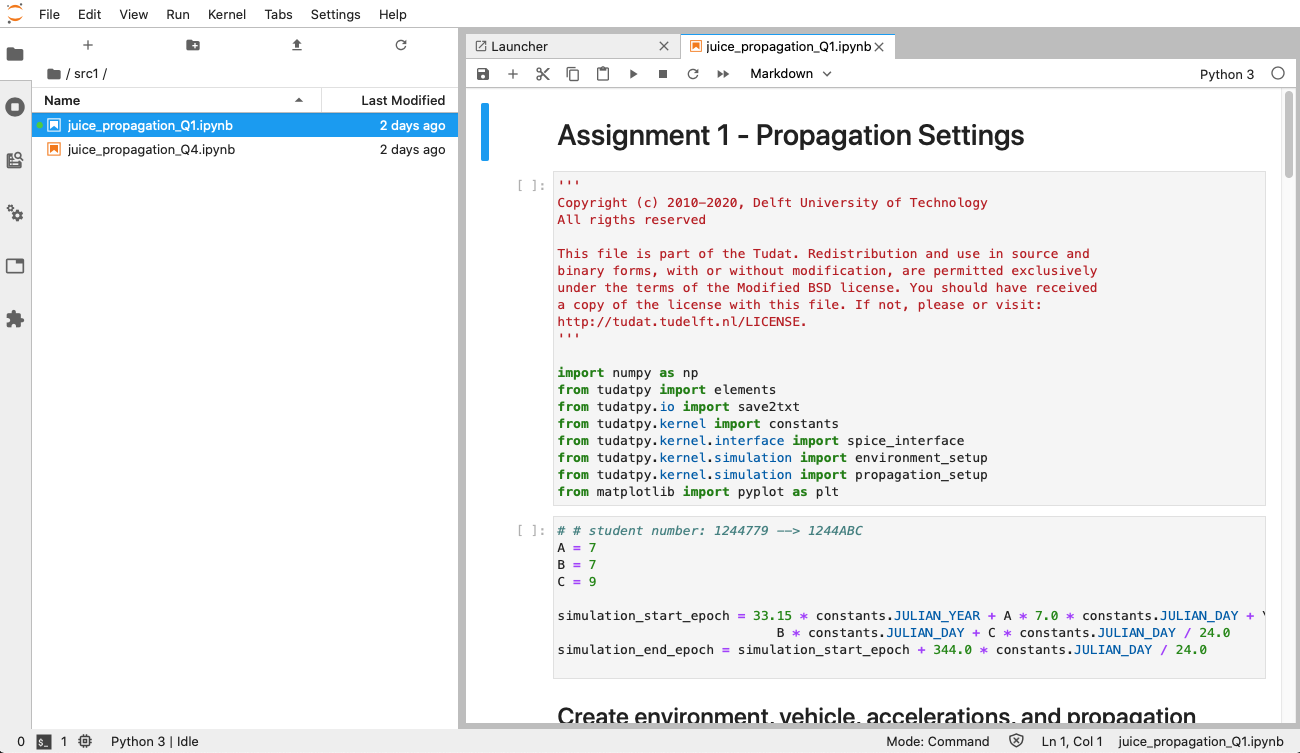 File Edit View Run Kernel Tabs Settings Help
/ src1 /
Name Last Modified
juice_propagation_Q1.ipynb 2 days ago
juice_propagation_Q4.ipynb 2 days ago
Launcher juice_propagation_Q1.ipynb
Markdown Python 3
Assignment 1 - Propagation Settings
[ ]: '''
Copyright (c) 2010-2020, Delft University of Technology
All rigths reserved
This file is part of the Tudat. Redistribution and use in source and
binary forms, with or without modification, are permitted exclusively
under the terms of the Modified BSD license. You should have received
a copy of the license with this file. If not, please or visit:
http://tudat.tudelft.nl/LICENSE.
'''
import numpy as np
from tudatpy import elements
from tudatpy.io import save2txt
from tudatpy.kernel import constants
from tudatpy.kernel.interface import spice_interface
from tudatpy.kernel.simulation import environment_setup
from tudatpy.kernel.simulation import propagation_setup
from matplotlib import pyplot as plt
[ ]: # # student number: 1244779 --> 1244ABC
A = 7
B = 7
C = 9
simulation_start_epoch = 33.15 * constants.JULIAN_YEAR + A * 7.0 * constants.JULIAN_DAY +
B * constants.JULIAN_DAY + C * constants.JULIAN_DAY / 24.0
simulation_end_epoch = simulation_start_epoch + 344.0 * constants.JULIAN_DAY / 24.0
Create environment, vehicle, accelerations, and propagation
0 $_ 1 Python 3 | Idle Mode: Command Ln 1, Col 1 juice_propagation_Q1.ipynb